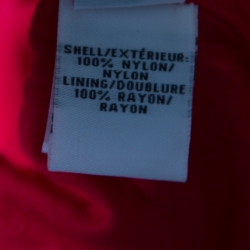 SHELL/EXTÉRIEUR:
100% NYLON/
NYLON
LINING/DOUBLURE
100% RAYON/
RAYON